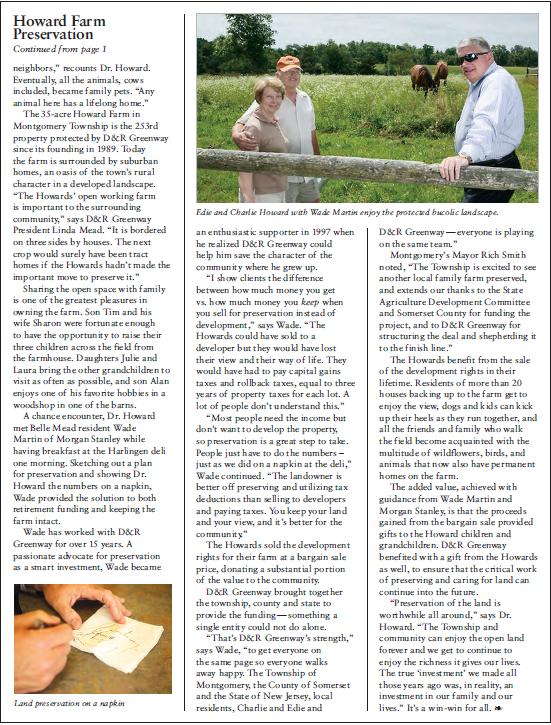 Howard Farm
Preservation
Continued from page 1
neighbors," recounts Dr. Howard.
Eventually, all the animals, cows
included, became family pets. "Any
animal here has a lifelong home."
The 35-acre Howard Farm in
Montgomery Township is the 253rd
property protected by D&R Greenway
since its founding in 1989. Today
the farm is surrounded by suburban
homes, an oasis of the town's rural
character in a developed landscape.
"The Howards' open working farm
is important to the surrounding
community," says D&R Greenway
President Linda Mead. "It is bordered
on three sides by houses. The next
crop would surely have been tract
homes if the Howards hadn't made the
important move to preserve it."
Sharing the open space with family
is one of the greatest pleasures in
owning the farm. Son Tim and his
wife Sharon were fortunate enough
to have the opportunity to raise their
three children across the field from
the farmhouse. Daughters Julie and
Laura bring the other grandchildren to
visit as often as possible, and son Alan
enjoys one of his favorite hobbies in a
woodshop in one of the barns.
A chance encounter, Dr. Howard
met Belle Mead resident Wade
Martin of Morgan Stanley while
having breakfast at the Harlingen deli
one morning. Sketching out a plan
for preservation and showing Dr.
Howard the numbers on a napkin,
Wade provided the solution to both
retirement funding and keeping the
farm intact.
Wade has worked with D&R
Greenway for over 15 years. A
passionate advocate for preservation
as a smart investment, Wade became
Land preservation on a napkin
Edie and Charlie Howard with Wade Martin enjoy the protected bucolic landscape.
an enthusiastic supporter in 1997 when
he realized D&R Greenway could
help him save the character of the
community where he grew up.
"I show clients the difference
between how much money you get
vs. how much money you keep when
you sell for preservation instead of
development," says Wade. "The
Howards could have sold to a
developer but they would have lost
their view and their way of life. They
would have had to pay capital gains
taxes and rollback taxes, equal to three
years of property taxes for each lot. A
lot of people don't understand this."
"Most people need the income but
don't want to develop the property,
so preservation is a great step to take.
People just have to do the numbers –
just as we did on a napkin at the deli,"
Wade continued. "The landowner is
better off preserving and utilizing tax
deductions than selling to developers
and paying taxes. You keep your land
and your view, and it's better for the
community."
The Howards sold the development
rights for their farm at a bargain sale
price, donating a substantial portion
of the value to the community.
D&R Greenway brought together
the township, county and state to
provide the funding—something a
single entity could not do alone.
"That's D&R Greenway's strength,"
says Wade, "to get everyone on
the same page so everyone walks
away happy. The Township of
Montgomery, the County of Somerset
and the State of New Jersey, local
residents, Charlie and Edie and
D&R Greenway—everyone is playing
on the same team."
Montgomery's Mayor Rich Smith
noted, "The Township is excited to see
another local family farm preserved,
and extends our thanks to the State
Agriculture Development Committee
and Somerset County for funding the
project, and to D&R Greenway for
structuring the deal and shepherding it
to the finish line."
The Howards benefit from the sale
of the development rights in their
lifetime. Residents of more than 20
houses backing up to the farm get to
enjoy the view, dogs and kids can kick
up their heels as they run together, and
all the friends and family who walk
the field become acquainted with the
multitude of wildflowers, birds, and
animals that now also have permanent
homes on the farm.
The added value, achieved with
guidance from Wade Martin and
Morgan Stanley, is that the proceeds
gained from the bargain sale provided
gifts to the Howard children and
grandchildren. D&R Greenway
benefited with a gift from the Howards
as well, to ensure that the critical work
of preserving and caring for land can
continue into the future.
"Preservation of the land is
worthwhile all around," says Dr.
Howard. "The Township and
community can enjoy the open land
forever and we get to continue to
enjoy the richness it gives our lives.
The true 'investment' we made all
those years ago was, in reality, an
investment in our family and our
lives." It's a win-win for all.